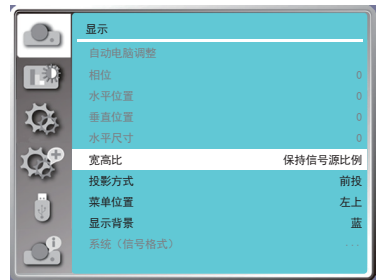 显示
自动电脑调整
相位 0
水平位置 0
垂直位置 0
水平尺寸 0
宽高比 保持信号源比例
投影方式 前投
菜单位置 左上
显示背景 蓝
系统（信号格式） ...